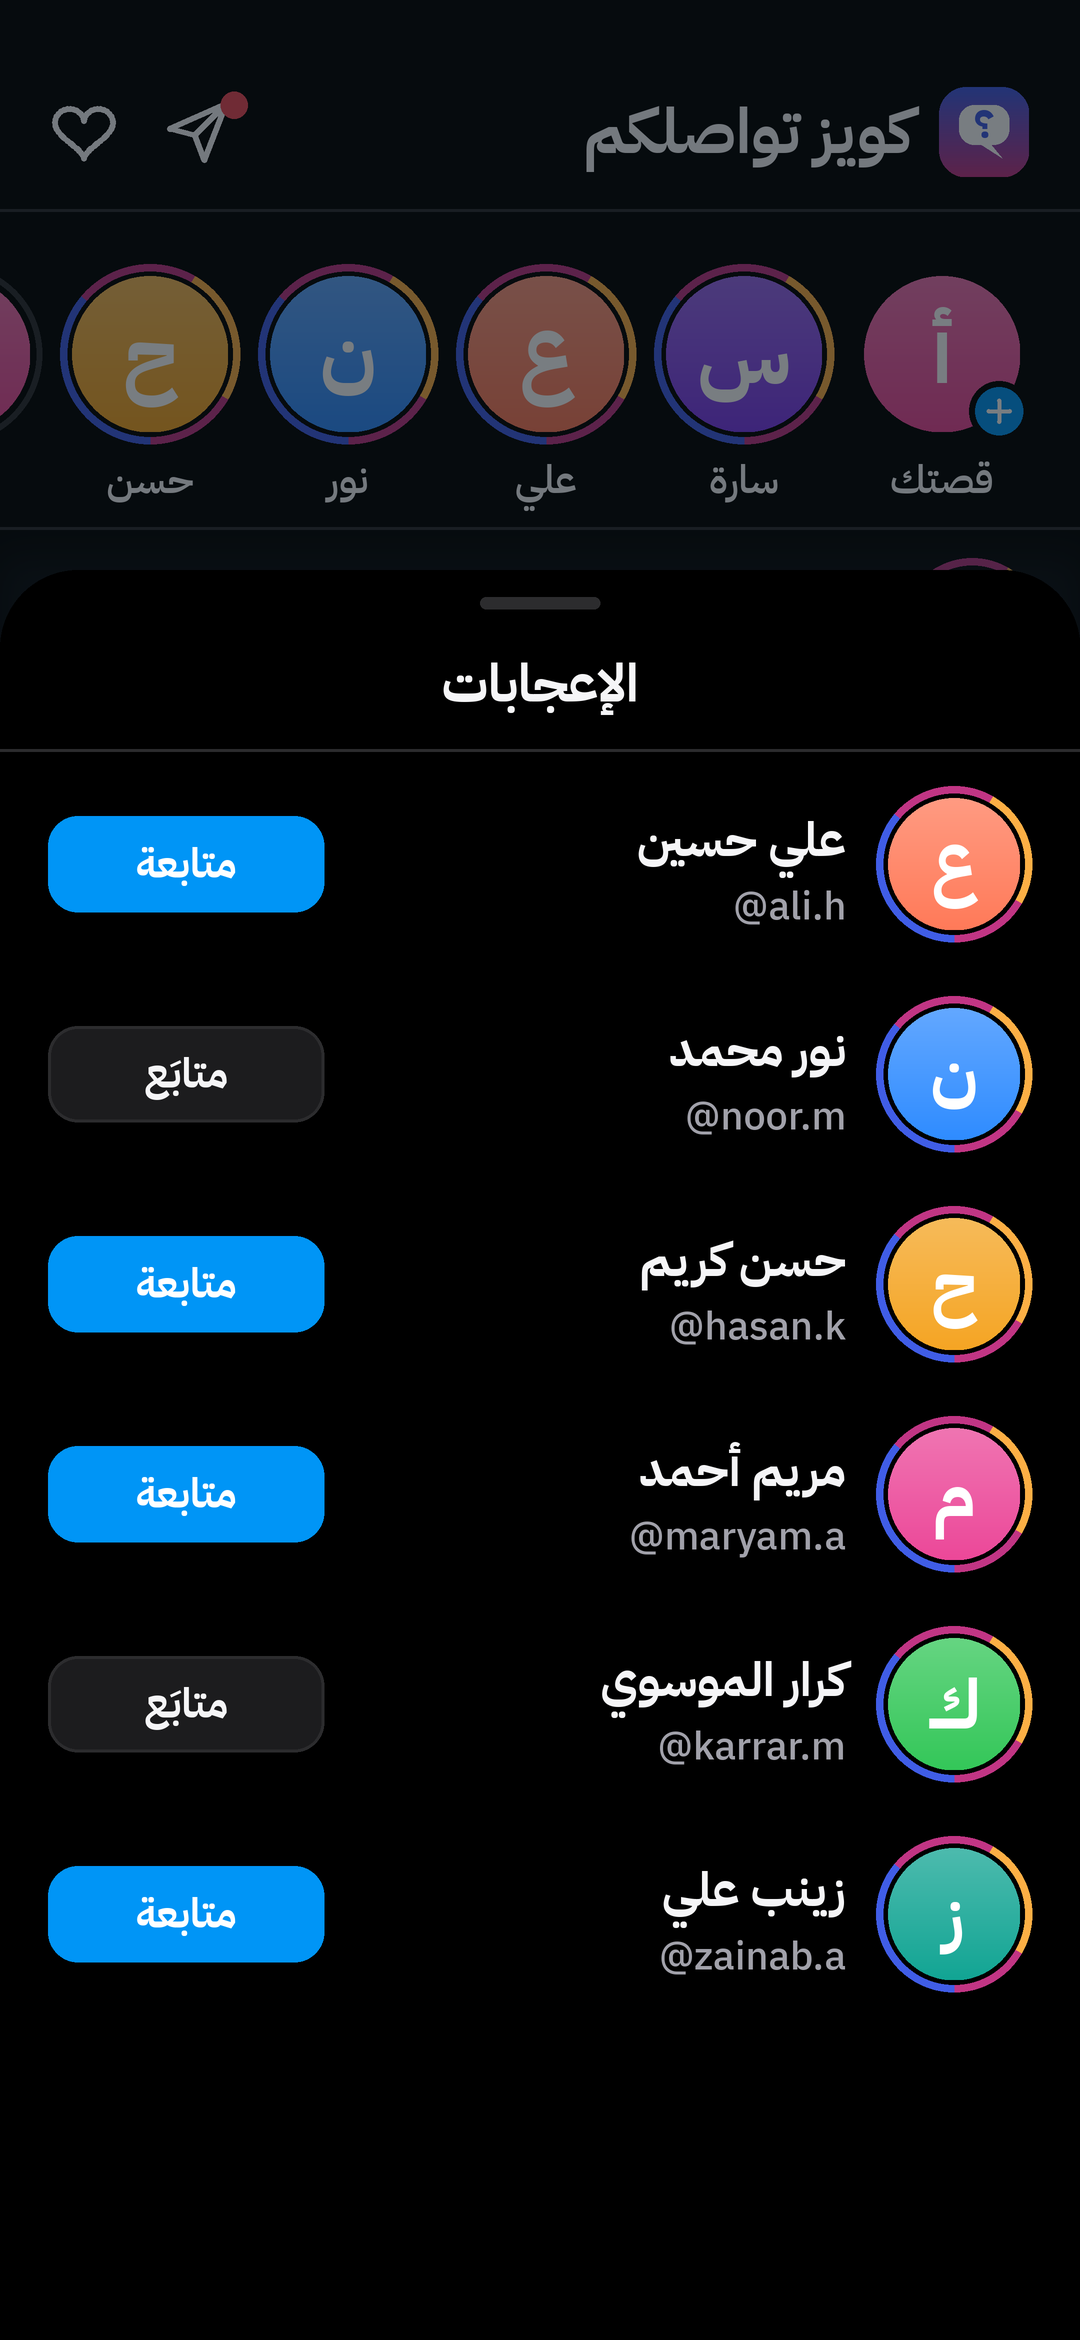 كويز تواصلكم
أ
س
ع
ن
ح
قصتك
سارة
علي
نور
حسن
الإعجابات
ع
علي حسين
@ali.h
متابعة
ن
نور محمد
@noor.m
متابَع
ح
حسن كريم
@hasan.k
متابعة
م
مريم أحمد
@maryam.a
متابعة
ك
كرار الموسوي
@karrar.m
متابَع
ز
زينب علي
@zainab.a
متابعة